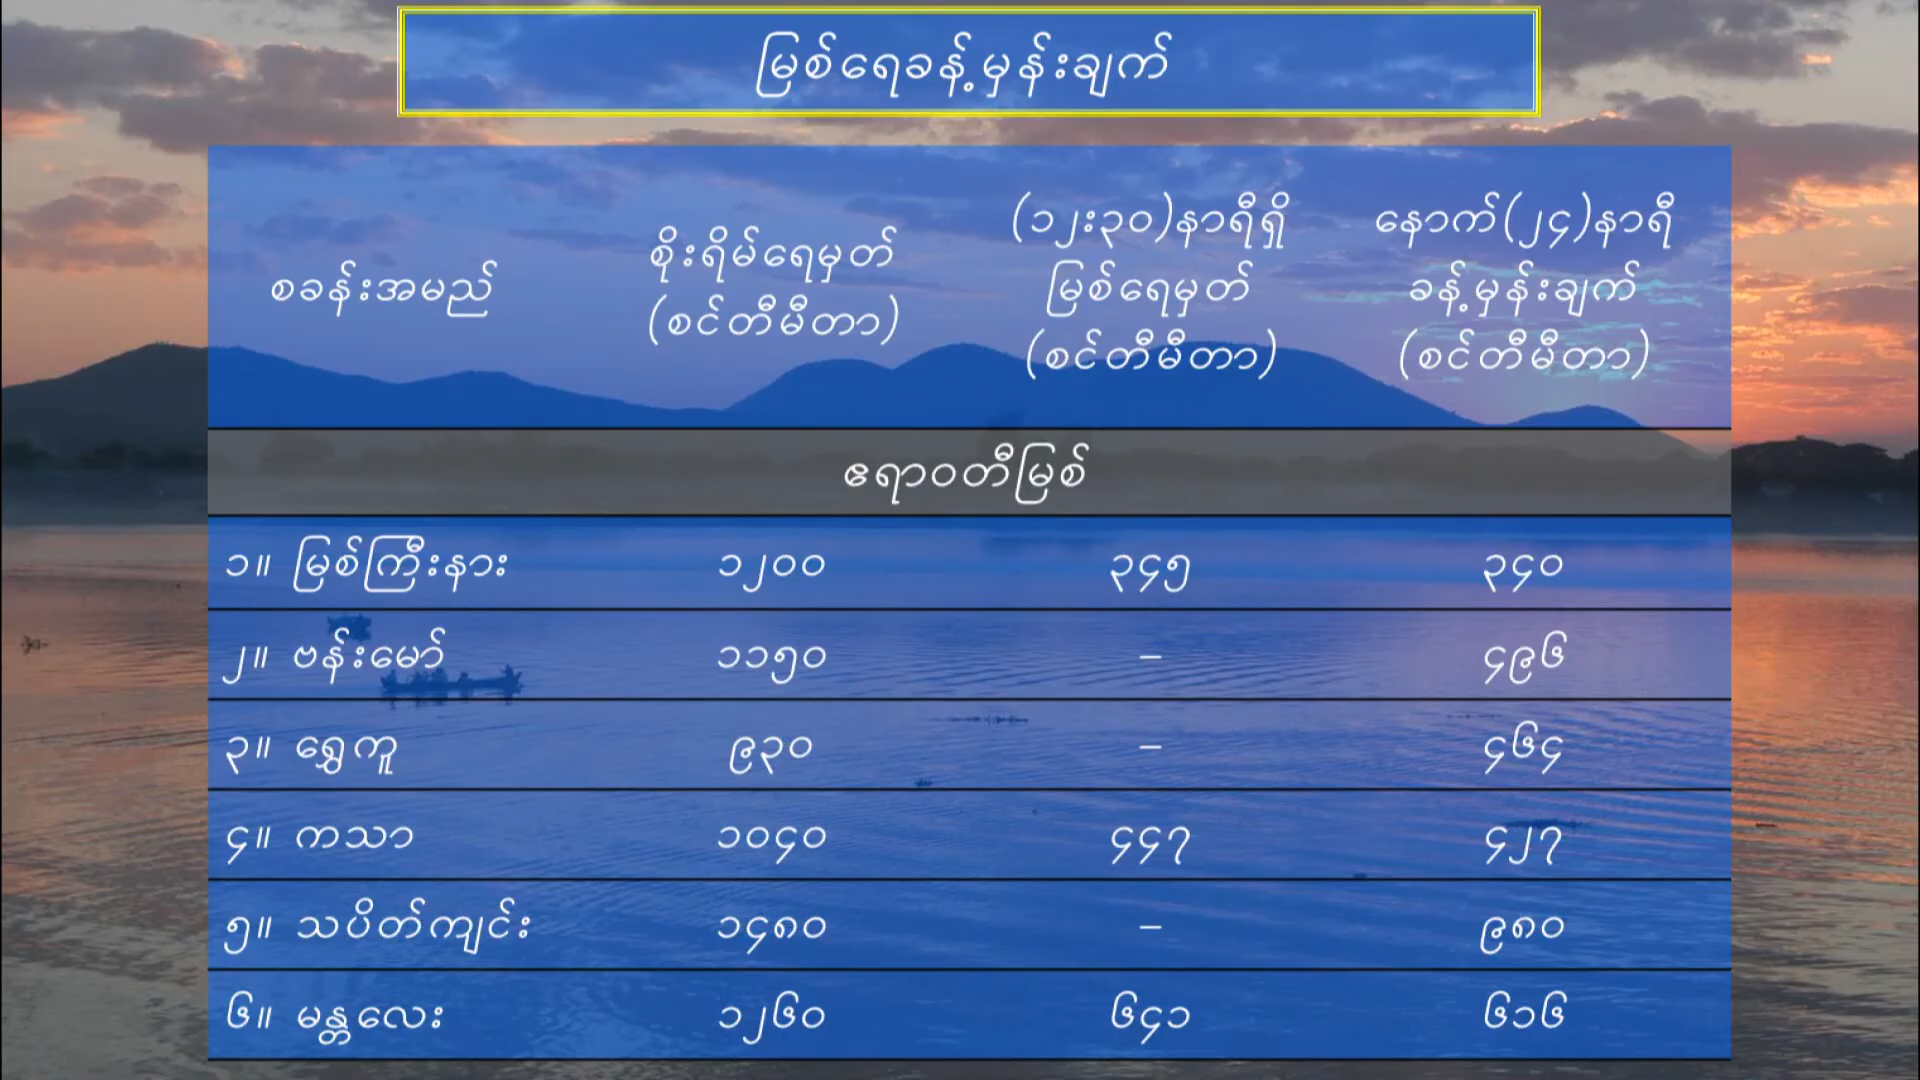 မြစ်ရေခန့်မှန်းချက်
စခန်းအမည် စိုးရိမ်ရေမှတ် (စင်တီမီတာ) (၁၂း၃၀)နာရီရှိ မြစ်ရေမှတ် (စင်တီမီတာ) နောက်(၂၄)နာရီ ခန့်မှန်းချက် (စင်တီမီတာ)
ဧရာဝတီမြစ်
၁။ မြစ်ကြီးနား ၁၂၀၀ ၃၄၅ ၃၄၀
၂။ ဗန်းမော် ၁၁၅၀ – ၄၉၆
၃။ ရွှေကူ ၉၃၀ – ၄၆၄
၄။ ကသာ ၁၀၄၀ ၄၄၇ ၄၂၇
၅။ သပိတ်ကျင်း ၁၄၈၀ – ၉၈၀
၆။ မန္တလေး ၁၂၆၀ ၆၄၁ ၆၁၆